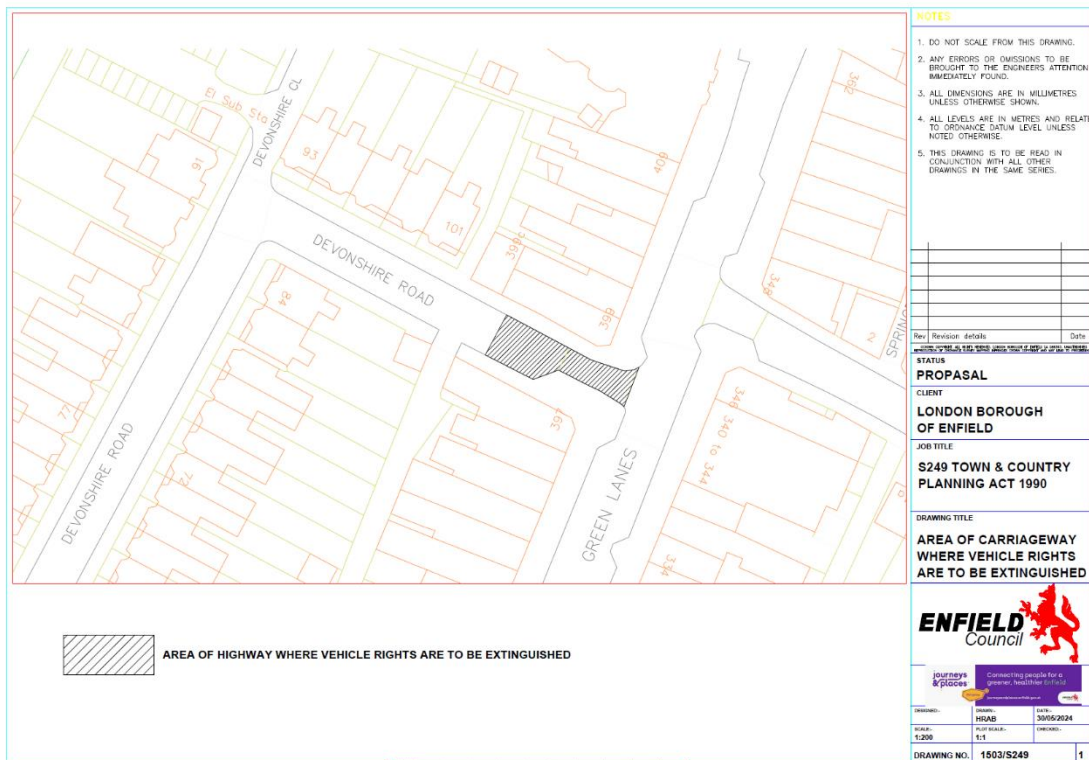 El Sub Sta
DEVONSHIRE CL
91
93
101
DEVONSHIRE ROAD
399c
409
399
362
348
2
SPRING
84
77
72
DEVONSHIRE ROAD
397
GREEN LANES
346
340 to 344
334
AREA OF HIGHWAY WHERE VEHICLE RIGHTS ARE TO BE EXTINGUISHED
NOTES
1. DO NOT SCALE FROM THIS DRAWING.
2. ANY ERRORS OR OMISSIONS TO BE
BROUGHT TO THE ENGINEERS ATTENTION
IMMEDIATELY FOUND.
3. ALL DIMENSIONS ARE IN MILLIMETRES
UNLESS OTHERWISE SHOWN.
4. ALL LEVELS ARE IN METRES AND RELATE
TO ORDNANCE DATUM LEVEL UNLESS
NOTED OTHERWISE.
5. THIS DRAWING IS TO BE READ IN
CONJUNCTION WITH ALL OTHER
DRAWINGS IN THE SAME SERIES.
Rev Revision details Date
STATUS
PROPASAL
CLIENT
LONDON BOROUGH
OF ENFIELD
JOB TITLE
S249 TOWN & COUNTRY
PLANNING ACT 1990
DRAWING TITLE
AREA OF CARRIAGEWAY
WHERE VEHICLE RIGHTS
ARE TO BE EXTINGUISHED
ENFIELD
Council
journeys
& places
Connecting people for a
greener, healthier Enfield
DESIGNED:- DRAWN:- DATE:-
HRAB 30/05/2024
SCALE:- PLOT SCALE:- CHECKED:-
1:200 1:1
DRAWING NO. 1503/S249 1